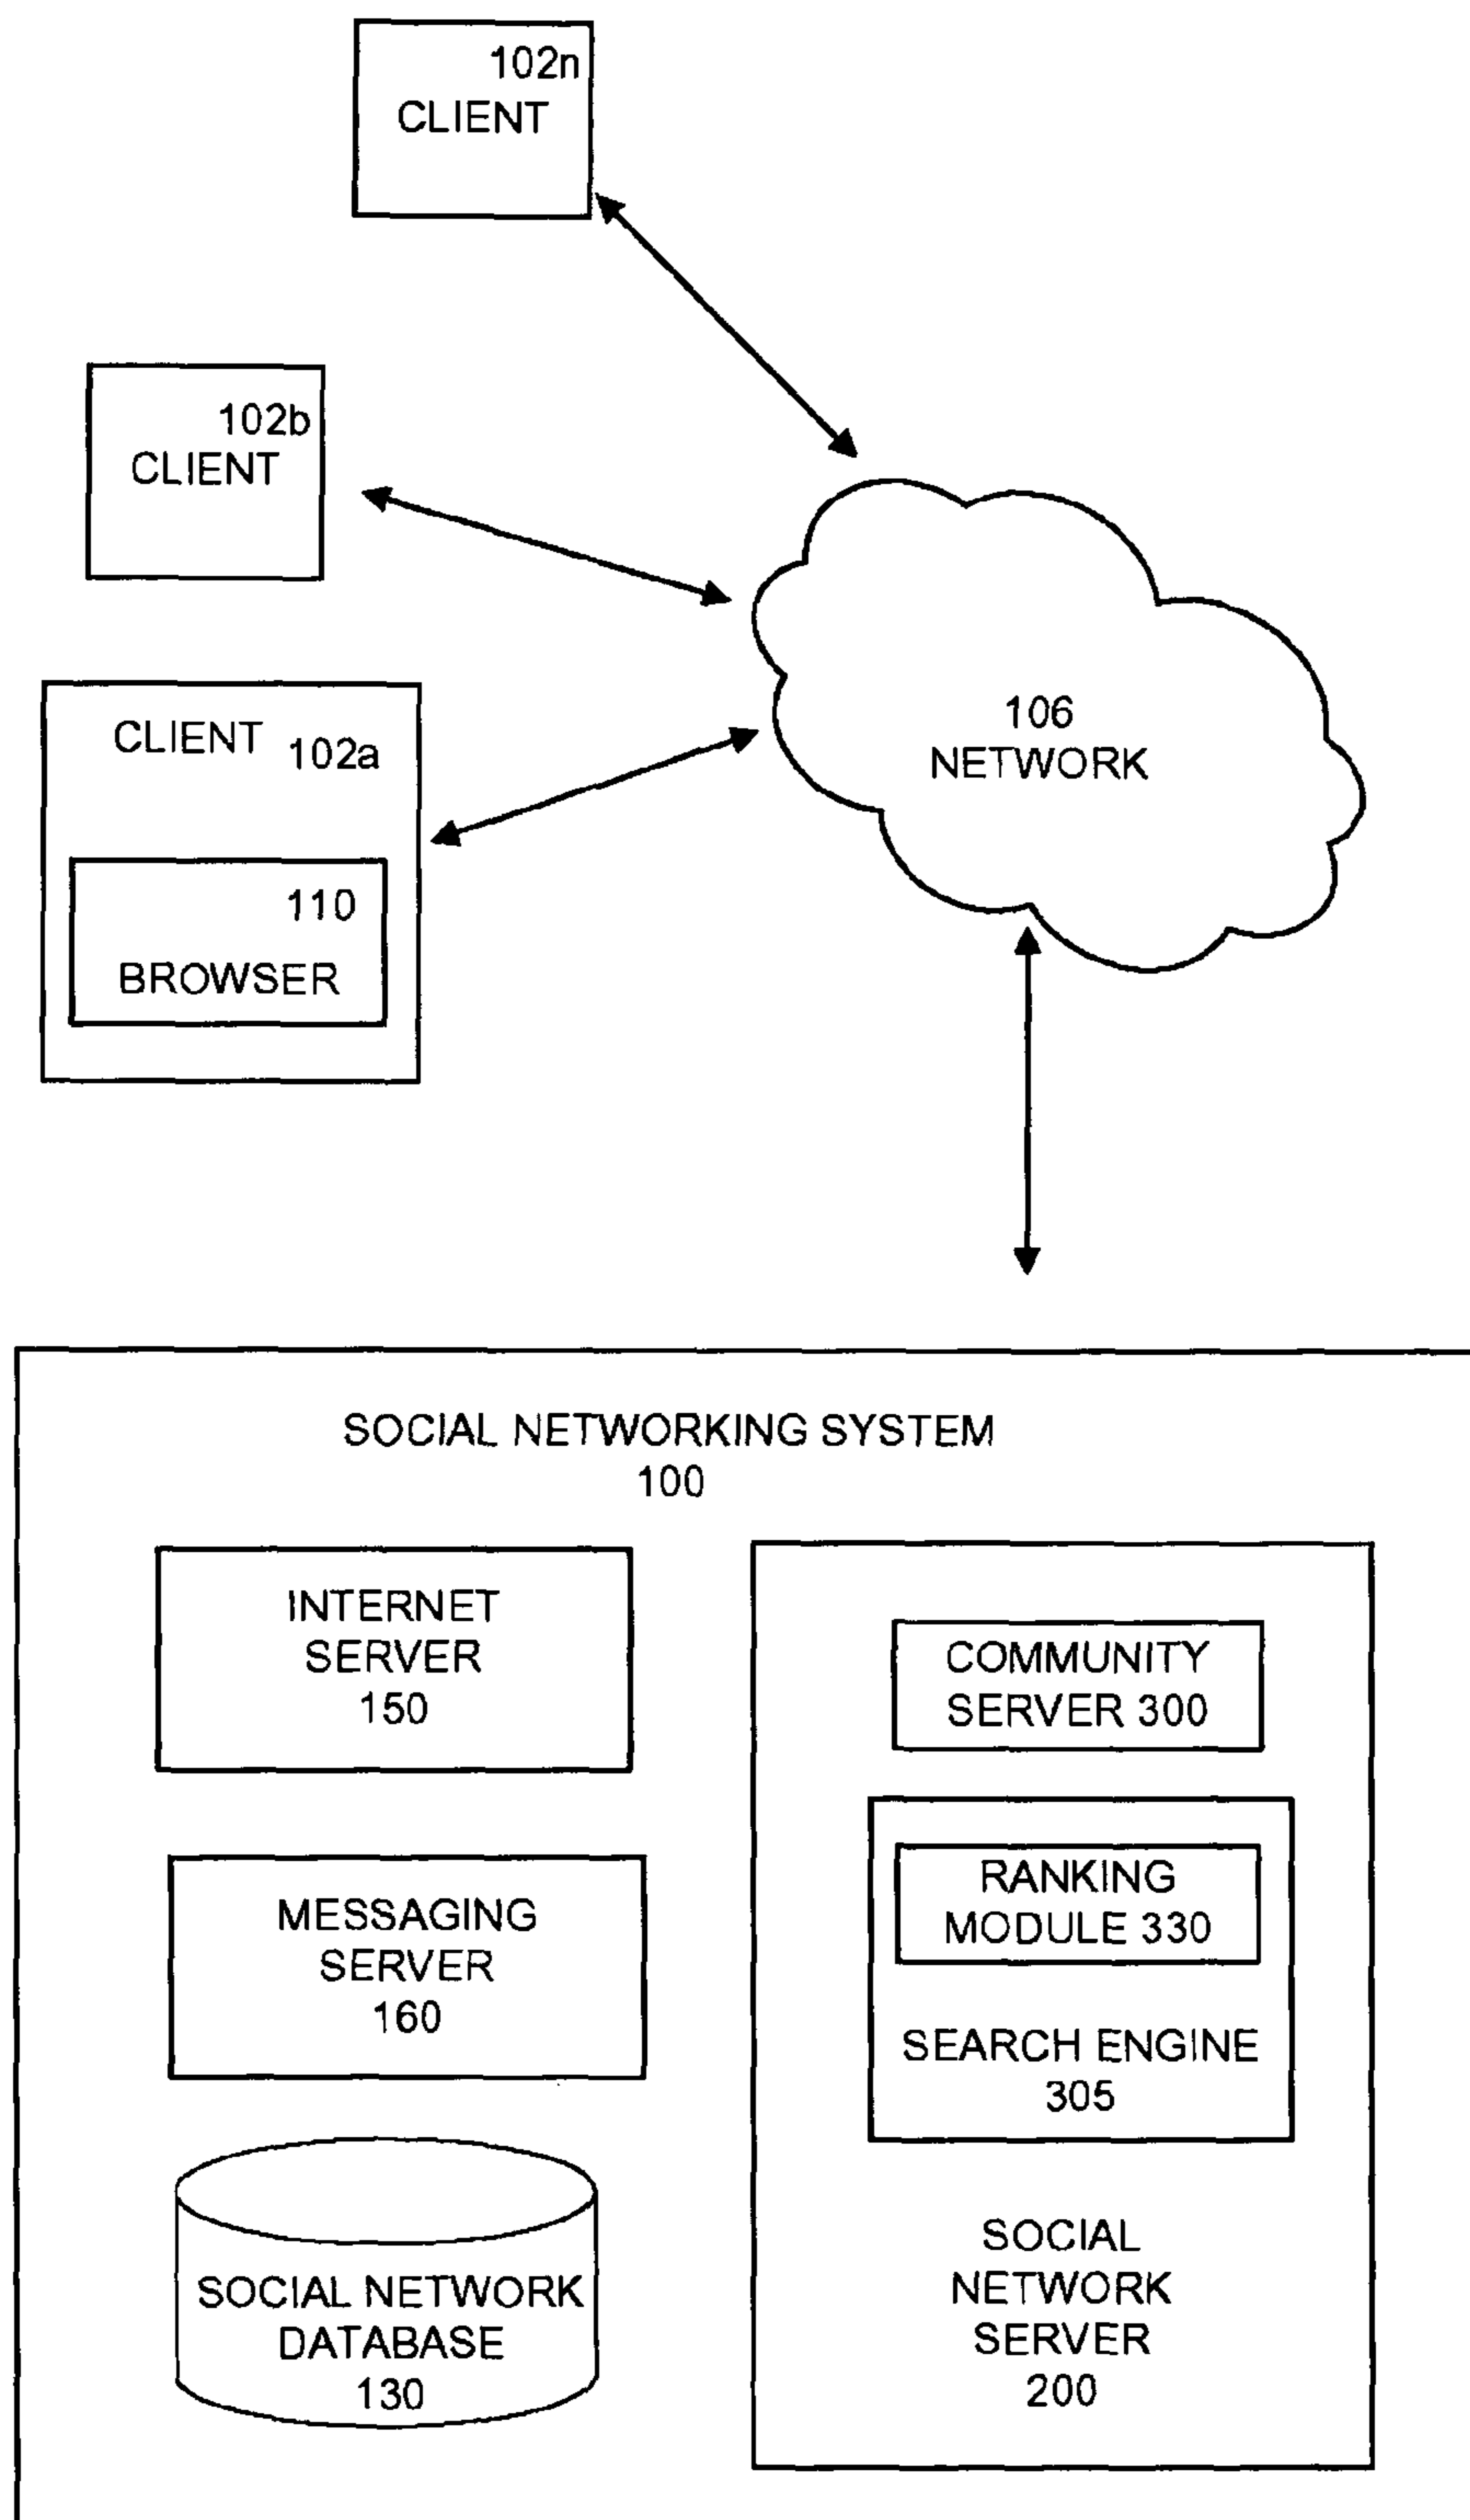 102n
CLIENT
102b
CLIENT
CLIENT 102a
110
BROWSER
106
NETWORK
SOCIAL NETWORKING SYSTEM
100
INTERNET
SERVER
150
MESSAGING
SERVER
160
SOCIAL NETWORK
DATABASE
130
COMMUNITY
SERVER 300
RANKING
MODULE 330
SEARCH ENGINE
305
SOCIAL
NETWORK
SERVER
200